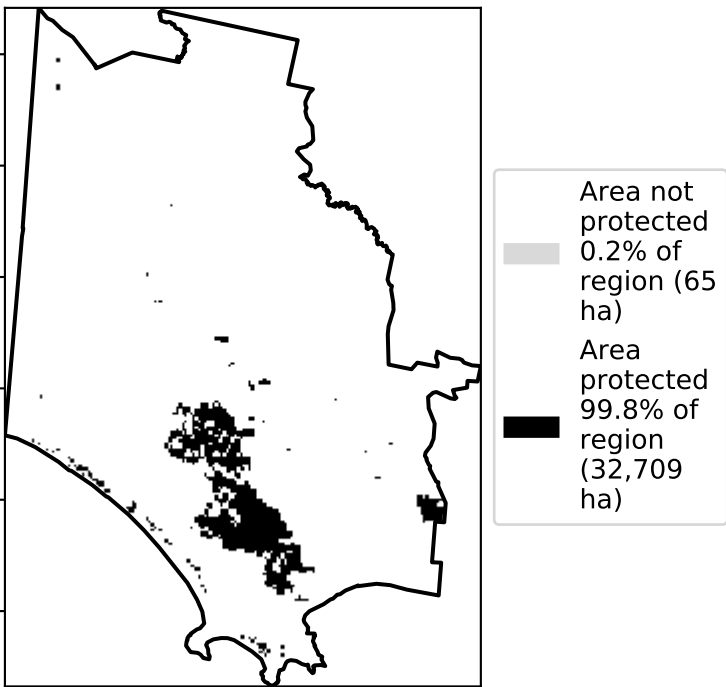 Area not
protected
0.2% of
region (65
ha)
Area
protected
99.8% of
region
(32,709
ha)